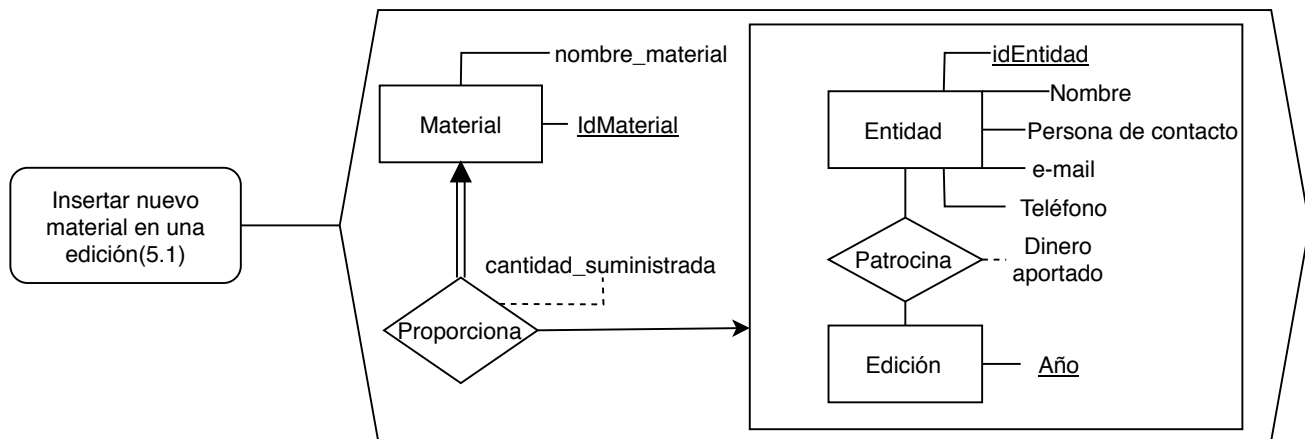 Insertar nuevo
material en una
edición(5.1)
nombre_material
Material
IdMaterial
cantidad_suministrada
Proporciona
idEntidad
Nombre
Entidad
Persona de contacto
e-mail
Teléfono
Patrocina
Dinero
aportado
Edición
Año